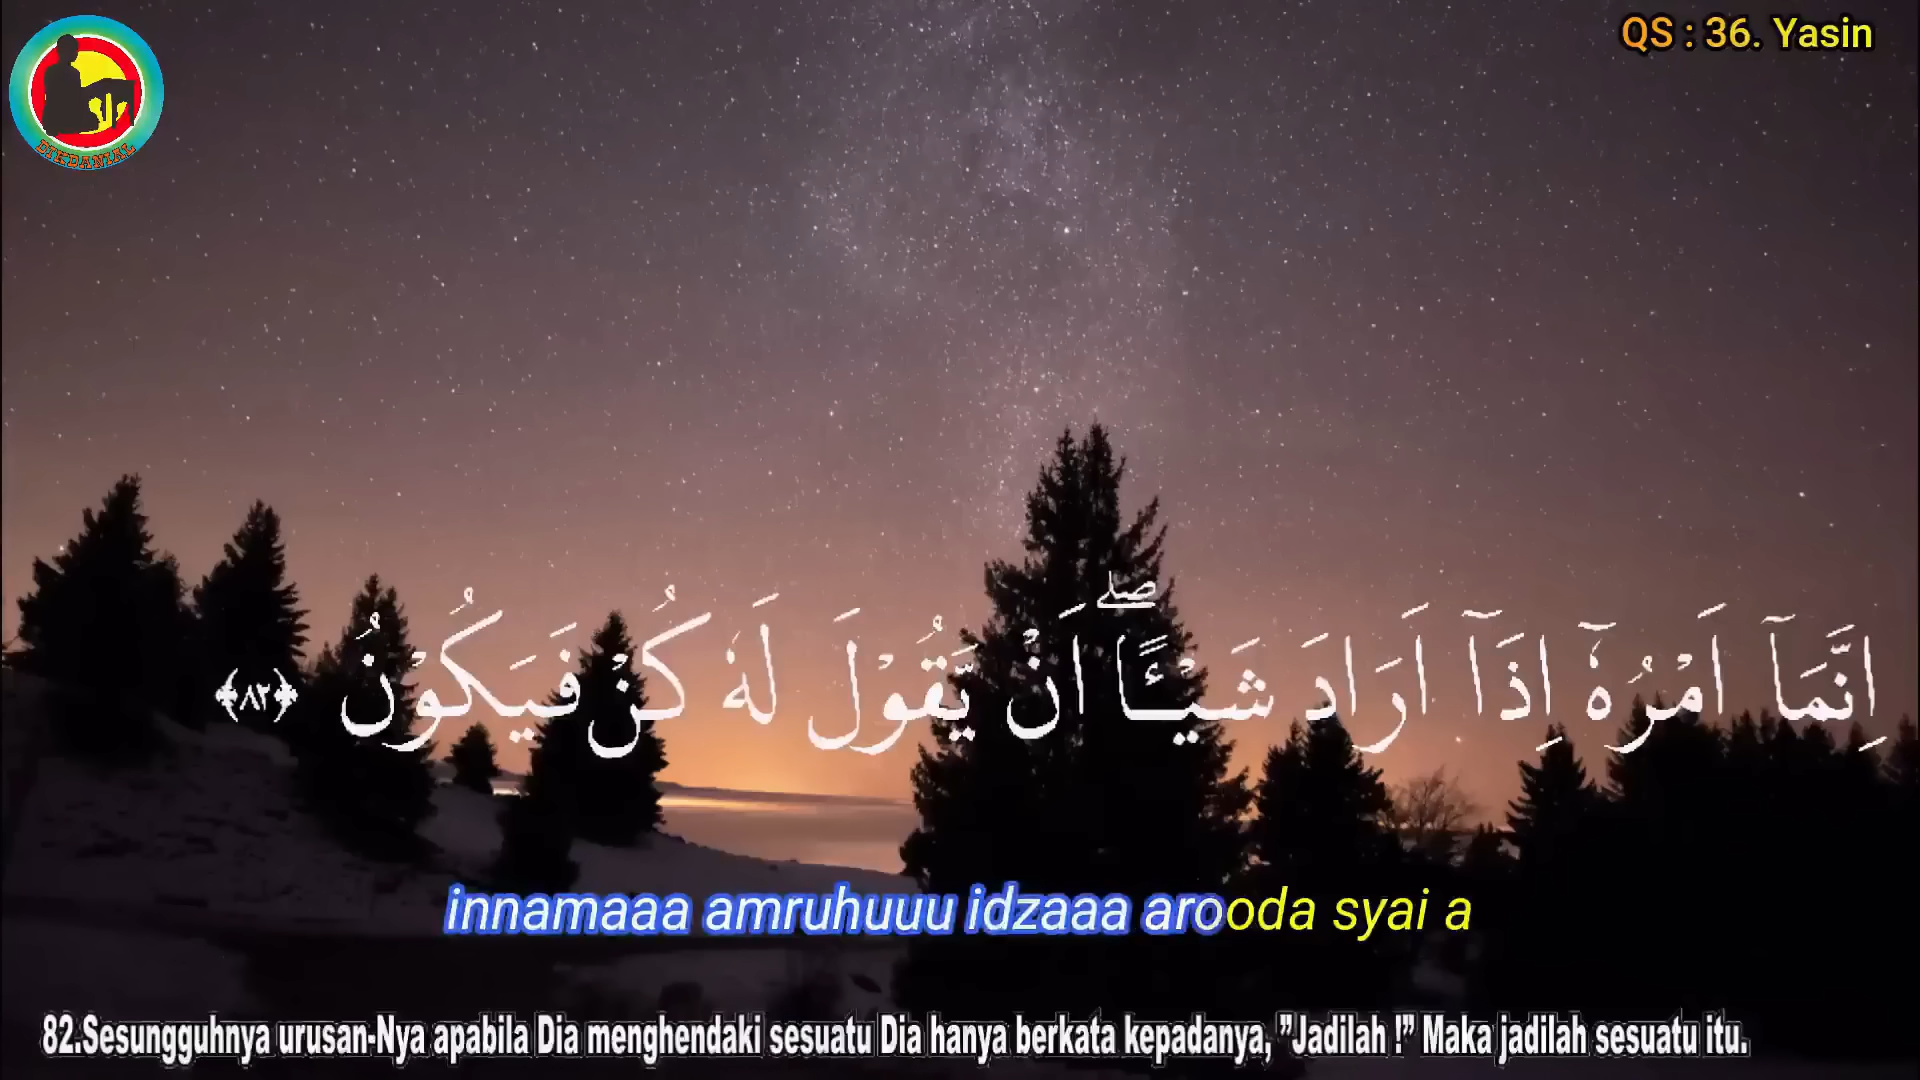 QS : 36. Yasin
DIKDANIAL
اِنَّمَآ اَمْرُهٗٓ اِذَآ اَرَادَ شَيْـًٔاۖ اَنْ يَّقُوْلَ لَهٗ كُنْ فَيَكُوْنُ ﴿٨٢﴾
innamaaa amruhuuu idzaaa arooda syai a
82.Sesungguhnya urusan-Nya apabila Dia menghendaki sesuatu Dia hanya berkata kepadanya, ”Jadilah !” Maka jadilah sesuatu itu.